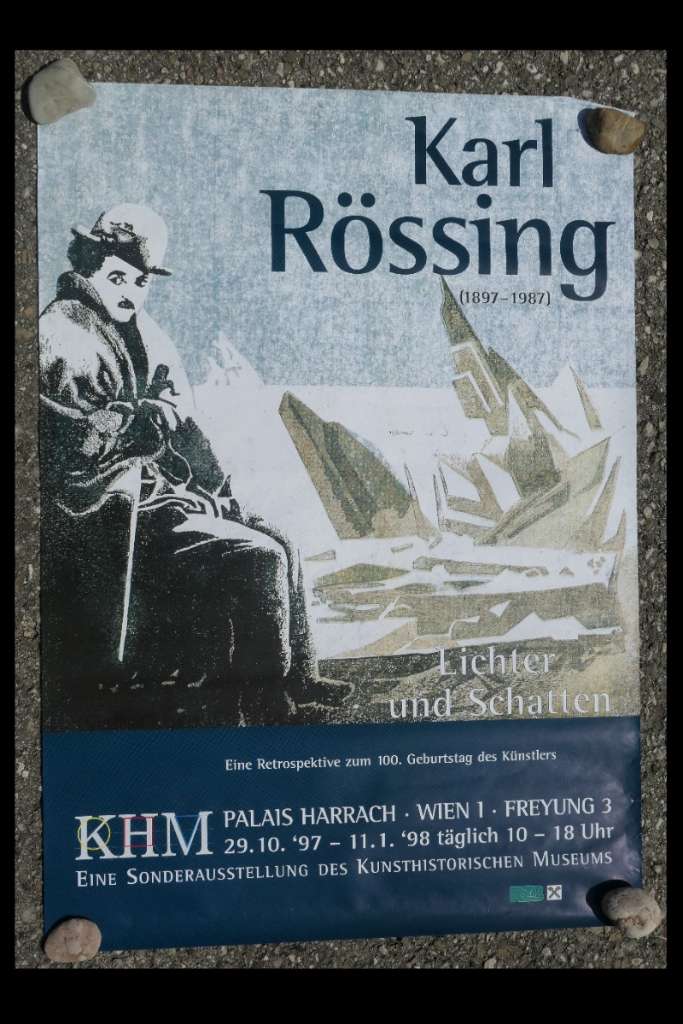 Karl
Rössing
(1897–1987)
Lichter
und Schatten
Eine Retrospektive zum 100. Geburtstag des Künstlers
KHM PALAIS HARRACH · WIEN I · FREYUNG 3
29.10. '97 – 11.1. '98 täglich 10 – 18 Uhr
EINE SONDERAUSSTELLUNG DES KUNSTHISTORISCHEN MUSEUMS